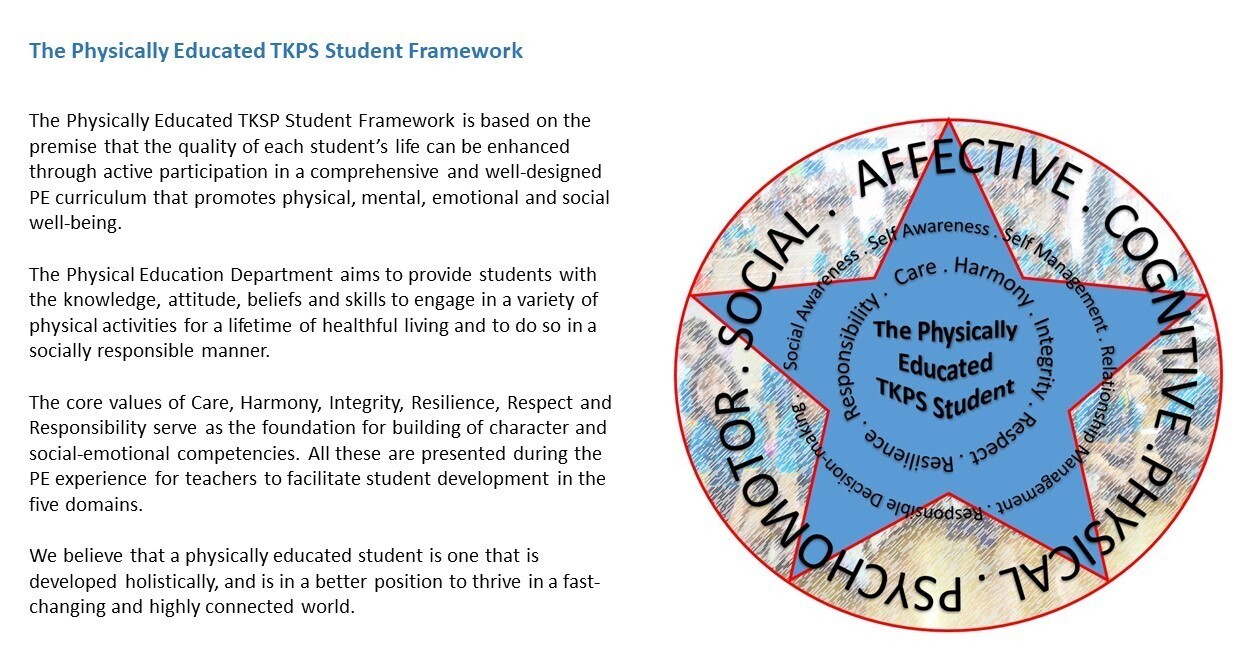 The Physically Educated TKPS Student Framework
The Physically Educated TKSP Student Framework is based on the
premise that the quality of each student’s life can be enhanced
through active participation in a comprehensive and well-designed
PE curriculum that promotes physical, mental, emotional and social
well-being.
The Physical Education Department aims to provide students with
the knowledge, attitude, beliefs and skills to engage in a variety of
physical activities for a lifetime of healthful living and to do so in a
socially responsible manner.
The core values of Care, Harmony, Integrity, Resilience, Respect and
Responsibility serve as the foundation for building of character and
social-emotional competencies. All these are presented during the
PE experience for teachers to facilitate student development in the
five domains.
We believe that a physically educated student is one that is
developed holistically, and is in a better position to thrive in a fast-
changing and highly connected world.
AFFECTIVE . COGNITIVE . PHYSICAL . PSYCHOMOTOR . SOCIAL .
Self Awareness . Self Management . Relationship Management . Responsible Decision-making . Social Awareness .
Care . Harmony . Integrity . Respect . Resilience . Responsibility .
The Physically
Educated
TKPS Student